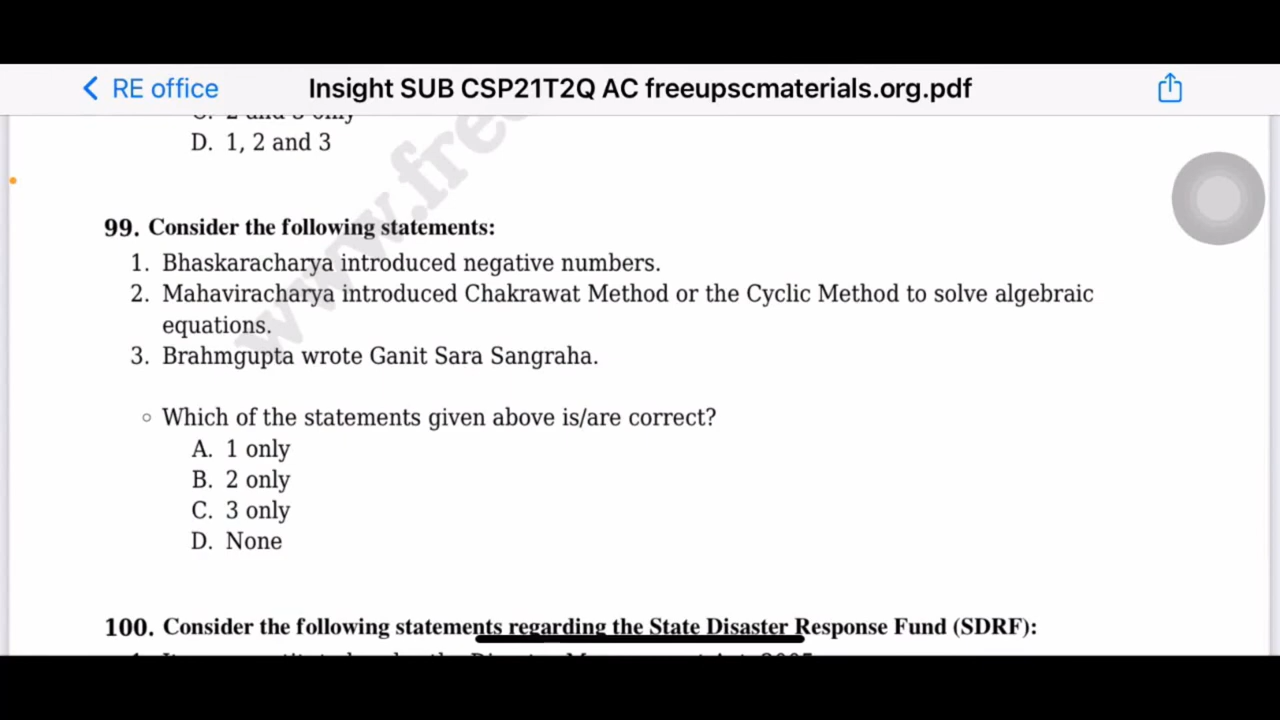 RE office
Insight SUB CSP21T2Q AC freeupscmaterials.org.pdf
D. 1, 2 and 3
99. Consider the following statements:
1. Bhaskaracharya introduced negative numbers.
2. Mahaviracharya introduced Chakrawat Method or the Cyclic Method to solve algebraic
equations.
3. Brahmgupta wrote Ganit Sara Sangraha.
○ Which of the statements given above is/are correct?
A. 1 only
B. 2 only
C. 3 only
D. None
100. Consider the following statements regarding the State Disaster Response Fund (SDRF):
www.free